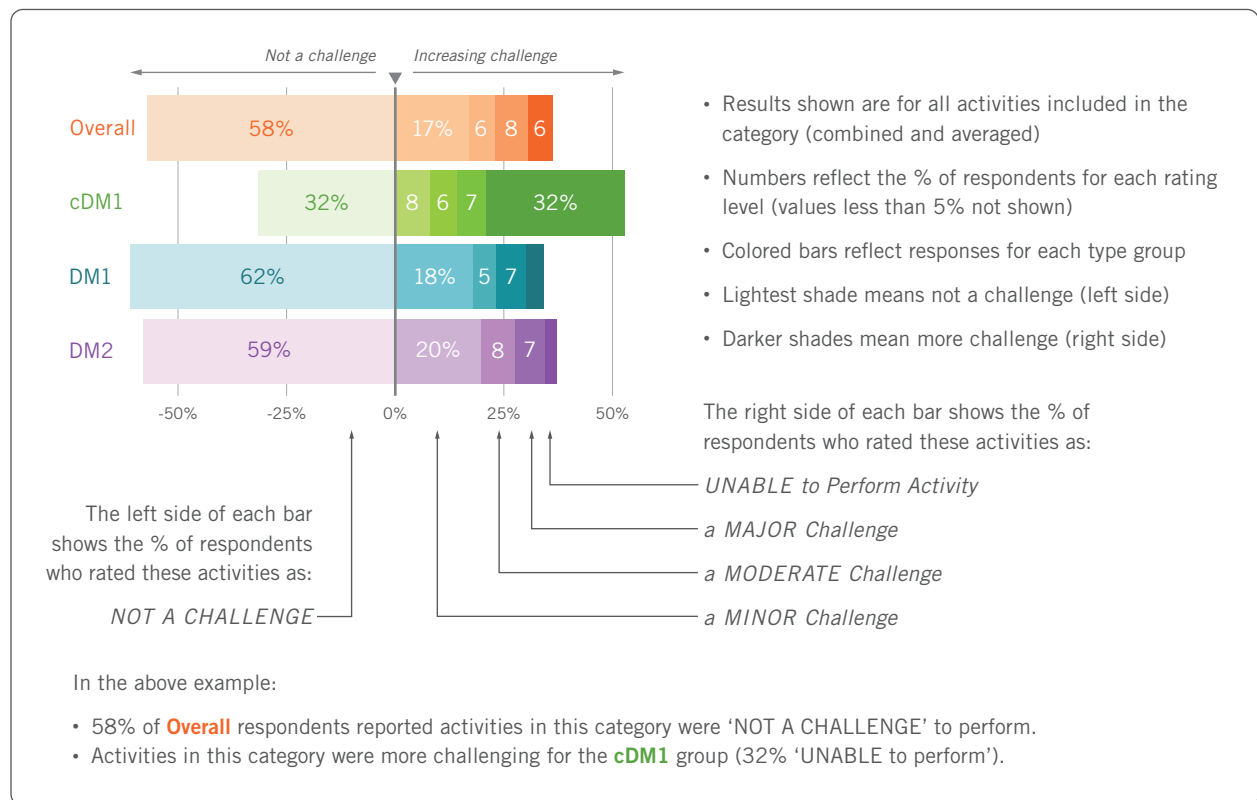 Not a challenge
Increasing challenge
Overall
58%
17%
6
8
6
cDM1
32%
8
6
7
32%
DM1
62%
18%
5
7
DM2
59%
20%
8
7
-50%
-25%
0%
25%
50%
• Results shown are for all activities included in the
category (combined and averaged)
• Numbers reflect the % of respondents for each rating
level (values less than 5% not shown)
• Colored bars reflect responses for each type group
• Lightest shade means not a challenge (left side)
• Darker shades mean more challenge (right side)
The right side of each bar shows the % of
respondents who rated these activities as:
UNABLE to Perform Activity
a MAJOR Challenge
a MODERATE Challenge
a MINOR Challenge
The left side of each bar
shows the % of respondents
who rated these activities as:
NOT A CHALLENGE
In the above example:
• 58% of Overall respondents reported activities in this category were ‘NOT A CHALLENGE’ to perform.
• Activities in this category were more challenging for the cDM1 group (32% ‘UNABLE to perform’).